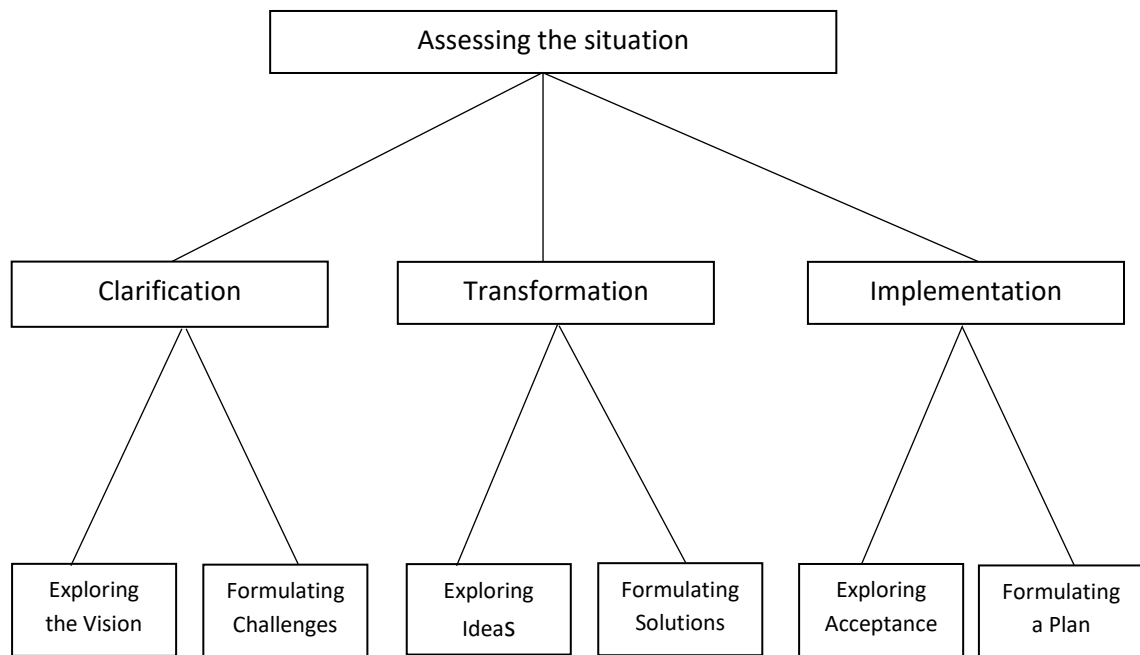 Assessing the situation
Clarification
Transformation
Implementation
Exploring
the Vision
Formulating
Challenges
Exploring
Ideas
Formulating
Solutions
Exploring
Acceptance
Formulating
a Plan